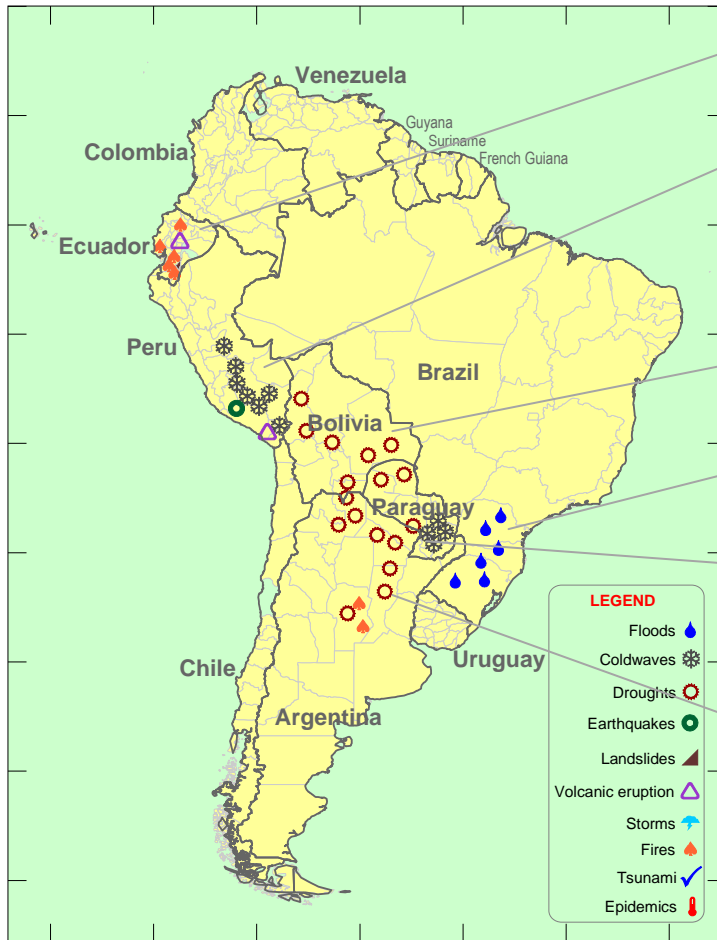 Venezuela
Guyana
Suriname
French Guiana
Colombia
Ecuador
Peru
Brazil
Bolivia
Paraguay
Chile
Uruguay
Argentina
LEGEND
Floods
Coldwaves
Droughts
Earthquakes
Landslides
Volcanic eruption
Storms
Fires
Tsunami
Epidemics